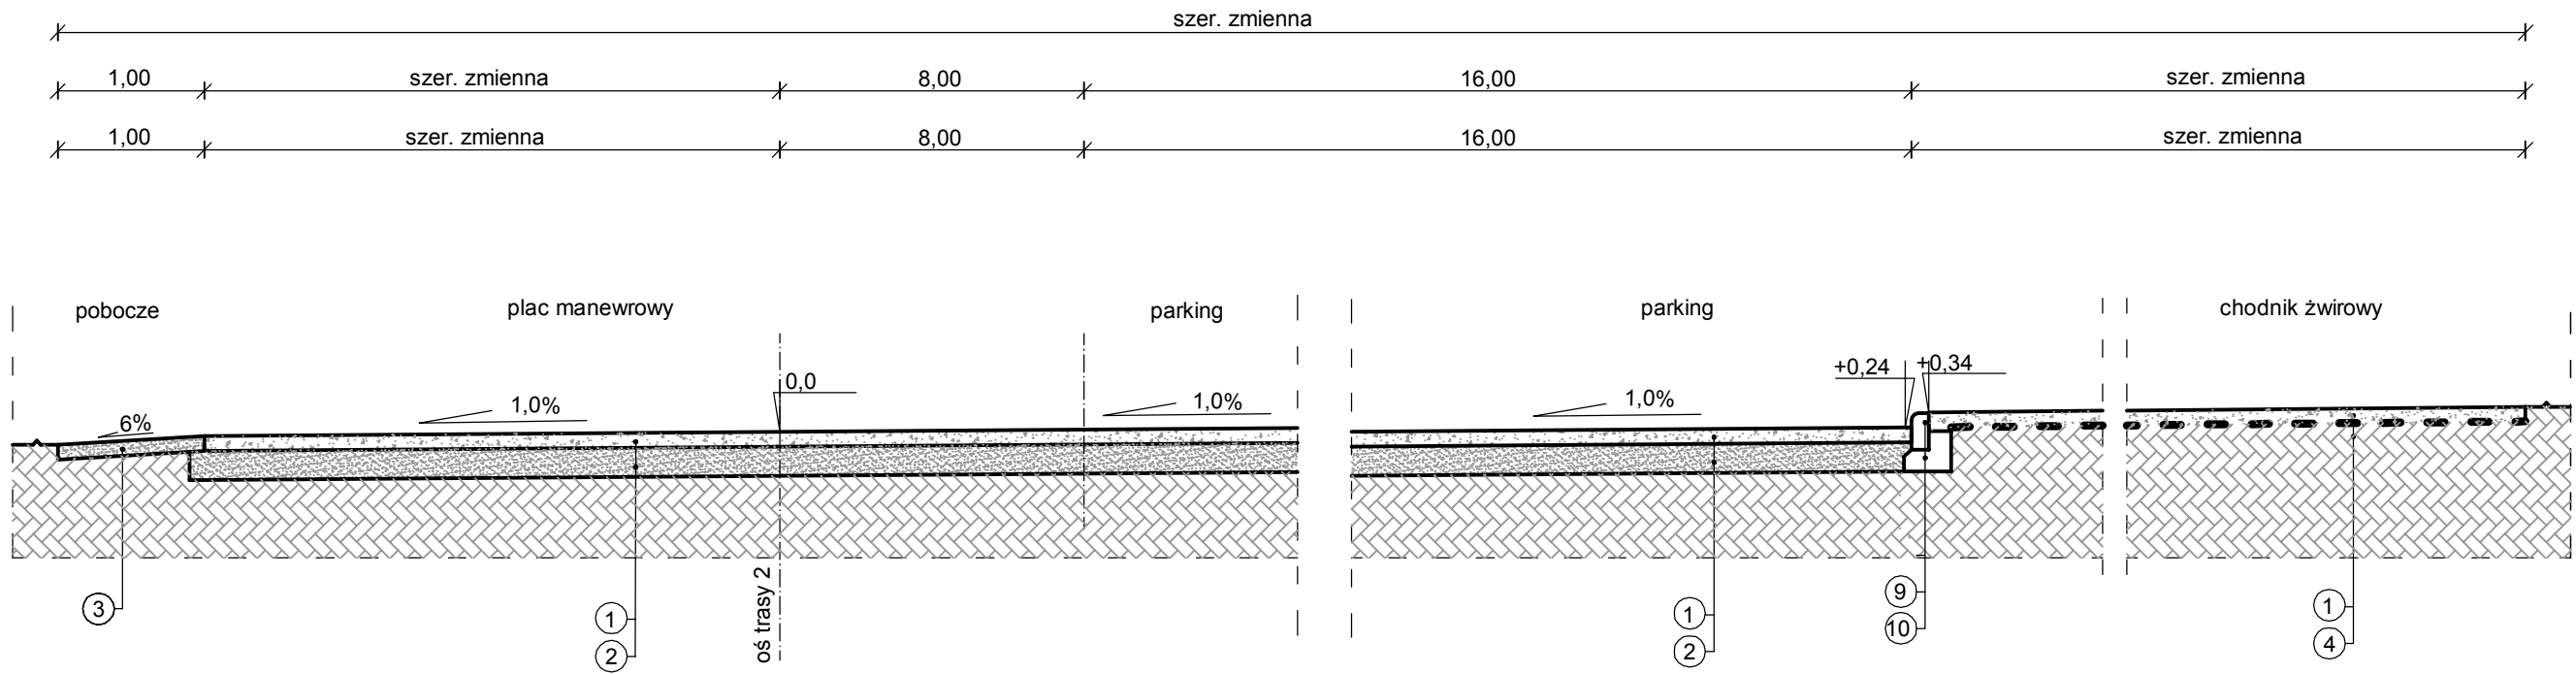 szer. zmienna
1,00 szer. zmienna 8,00 16,00 szer. zmienna
1,00 szer. zmienna 8,00 16,00 szer. zmienna
pobocze plac manewrowy parking parking chodnik żwirowy
+0,24 +0,34
0,0
6% 1,0% 1,0% 1,0%
oś trasy 2
3 1 1 9 1
2 2 10 4